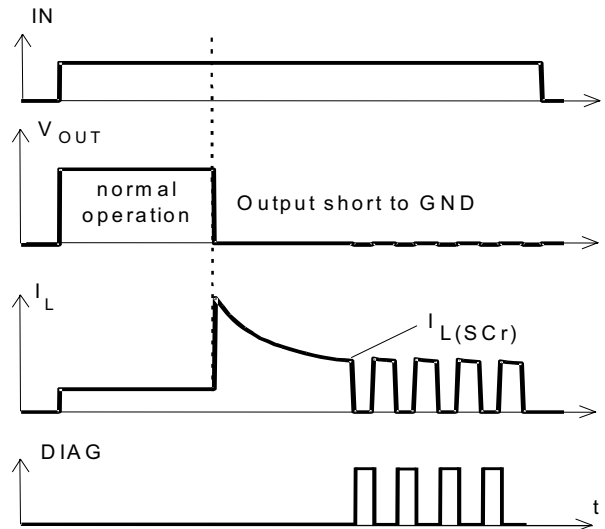 IN
V OUT
normal
operation
Output short to GND
I L
I L(SCr)
DIAG
t